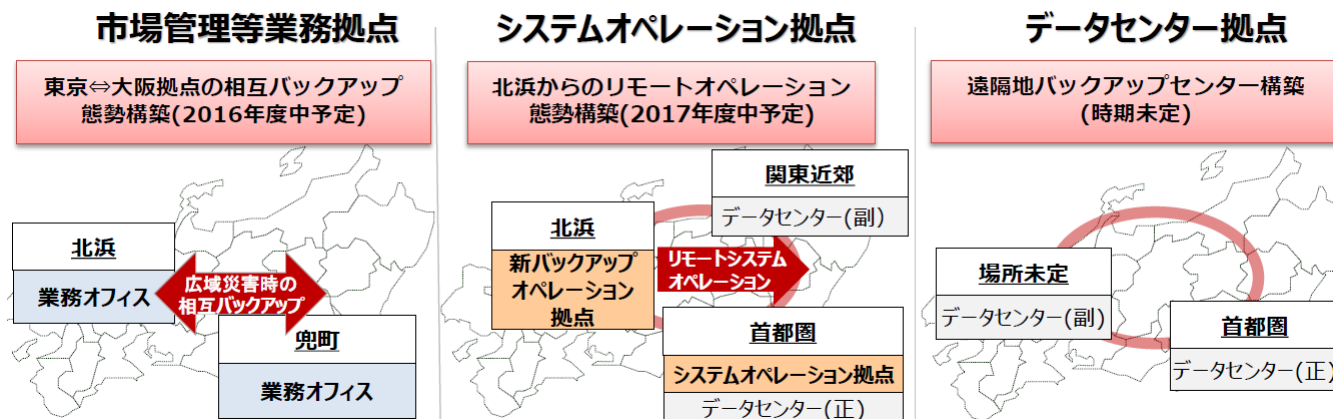 市場管理等業務拠点
東京⇔大阪拠点の相互バックアップ
態勢構築(2016年度中予定)
北浜
業務オフィス
広域災害時の
相互バックアップ
兜町
業務オフィス
システムオペレーション拠点
北浜からのリモートオペレーション
態勢構築(2017年度中予定)
関東近郊
データセンター(副)
北浜
新バックアップ
オペレーション
拠点
リモートシステム
オペレーション
首都圏
システムオペレーション拠点
データセンター(正)
データセンター拠点
遠隔地バックアップセンター構築
(時期未定)
場所未定
データセンター(副)
首都圏
データセンター(正)